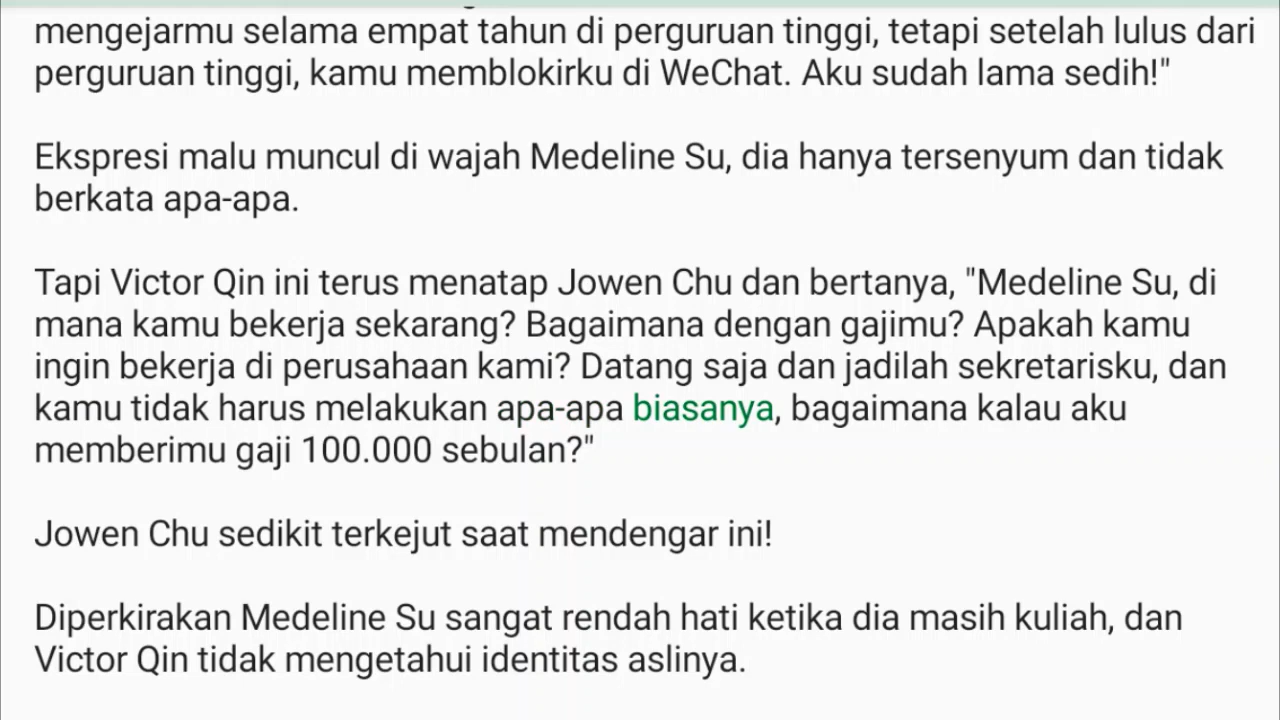 mengejarmu selama empat tahun di perguruan tinggi, tetapi setelah lulus dari
perguruan tinggi, kamu memblokirku di WeChat. Aku sudah lama sedih!"
Ekspresi malu muncul di wajah Medeline Su, dia hanya tersenyum dan tidak
berkata apa-apa.
Tapi Victor Qin ini terus menatap Jowen Chu dan bertanya, "Medeline Su, di
mana kamu bekerja sekarang? Bagaimana dengan gajimu? Apakah kamu
ingin bekerja di perusahaan kami? Datang saja dan jadilah sekretarisku, dan
kamu tidak harus melakukan apa-apa biasanya, bagaimana kalau aku
memberimu gaji 100.000 sebulan?"
Jowen Chu sedikit terkejut saat mendengar ini!
Diperkirakan Medeline Su sangat rendah hati ketika dia masih kuliah, dan
Victor Qin tidak mengetahui identitas aslinya.